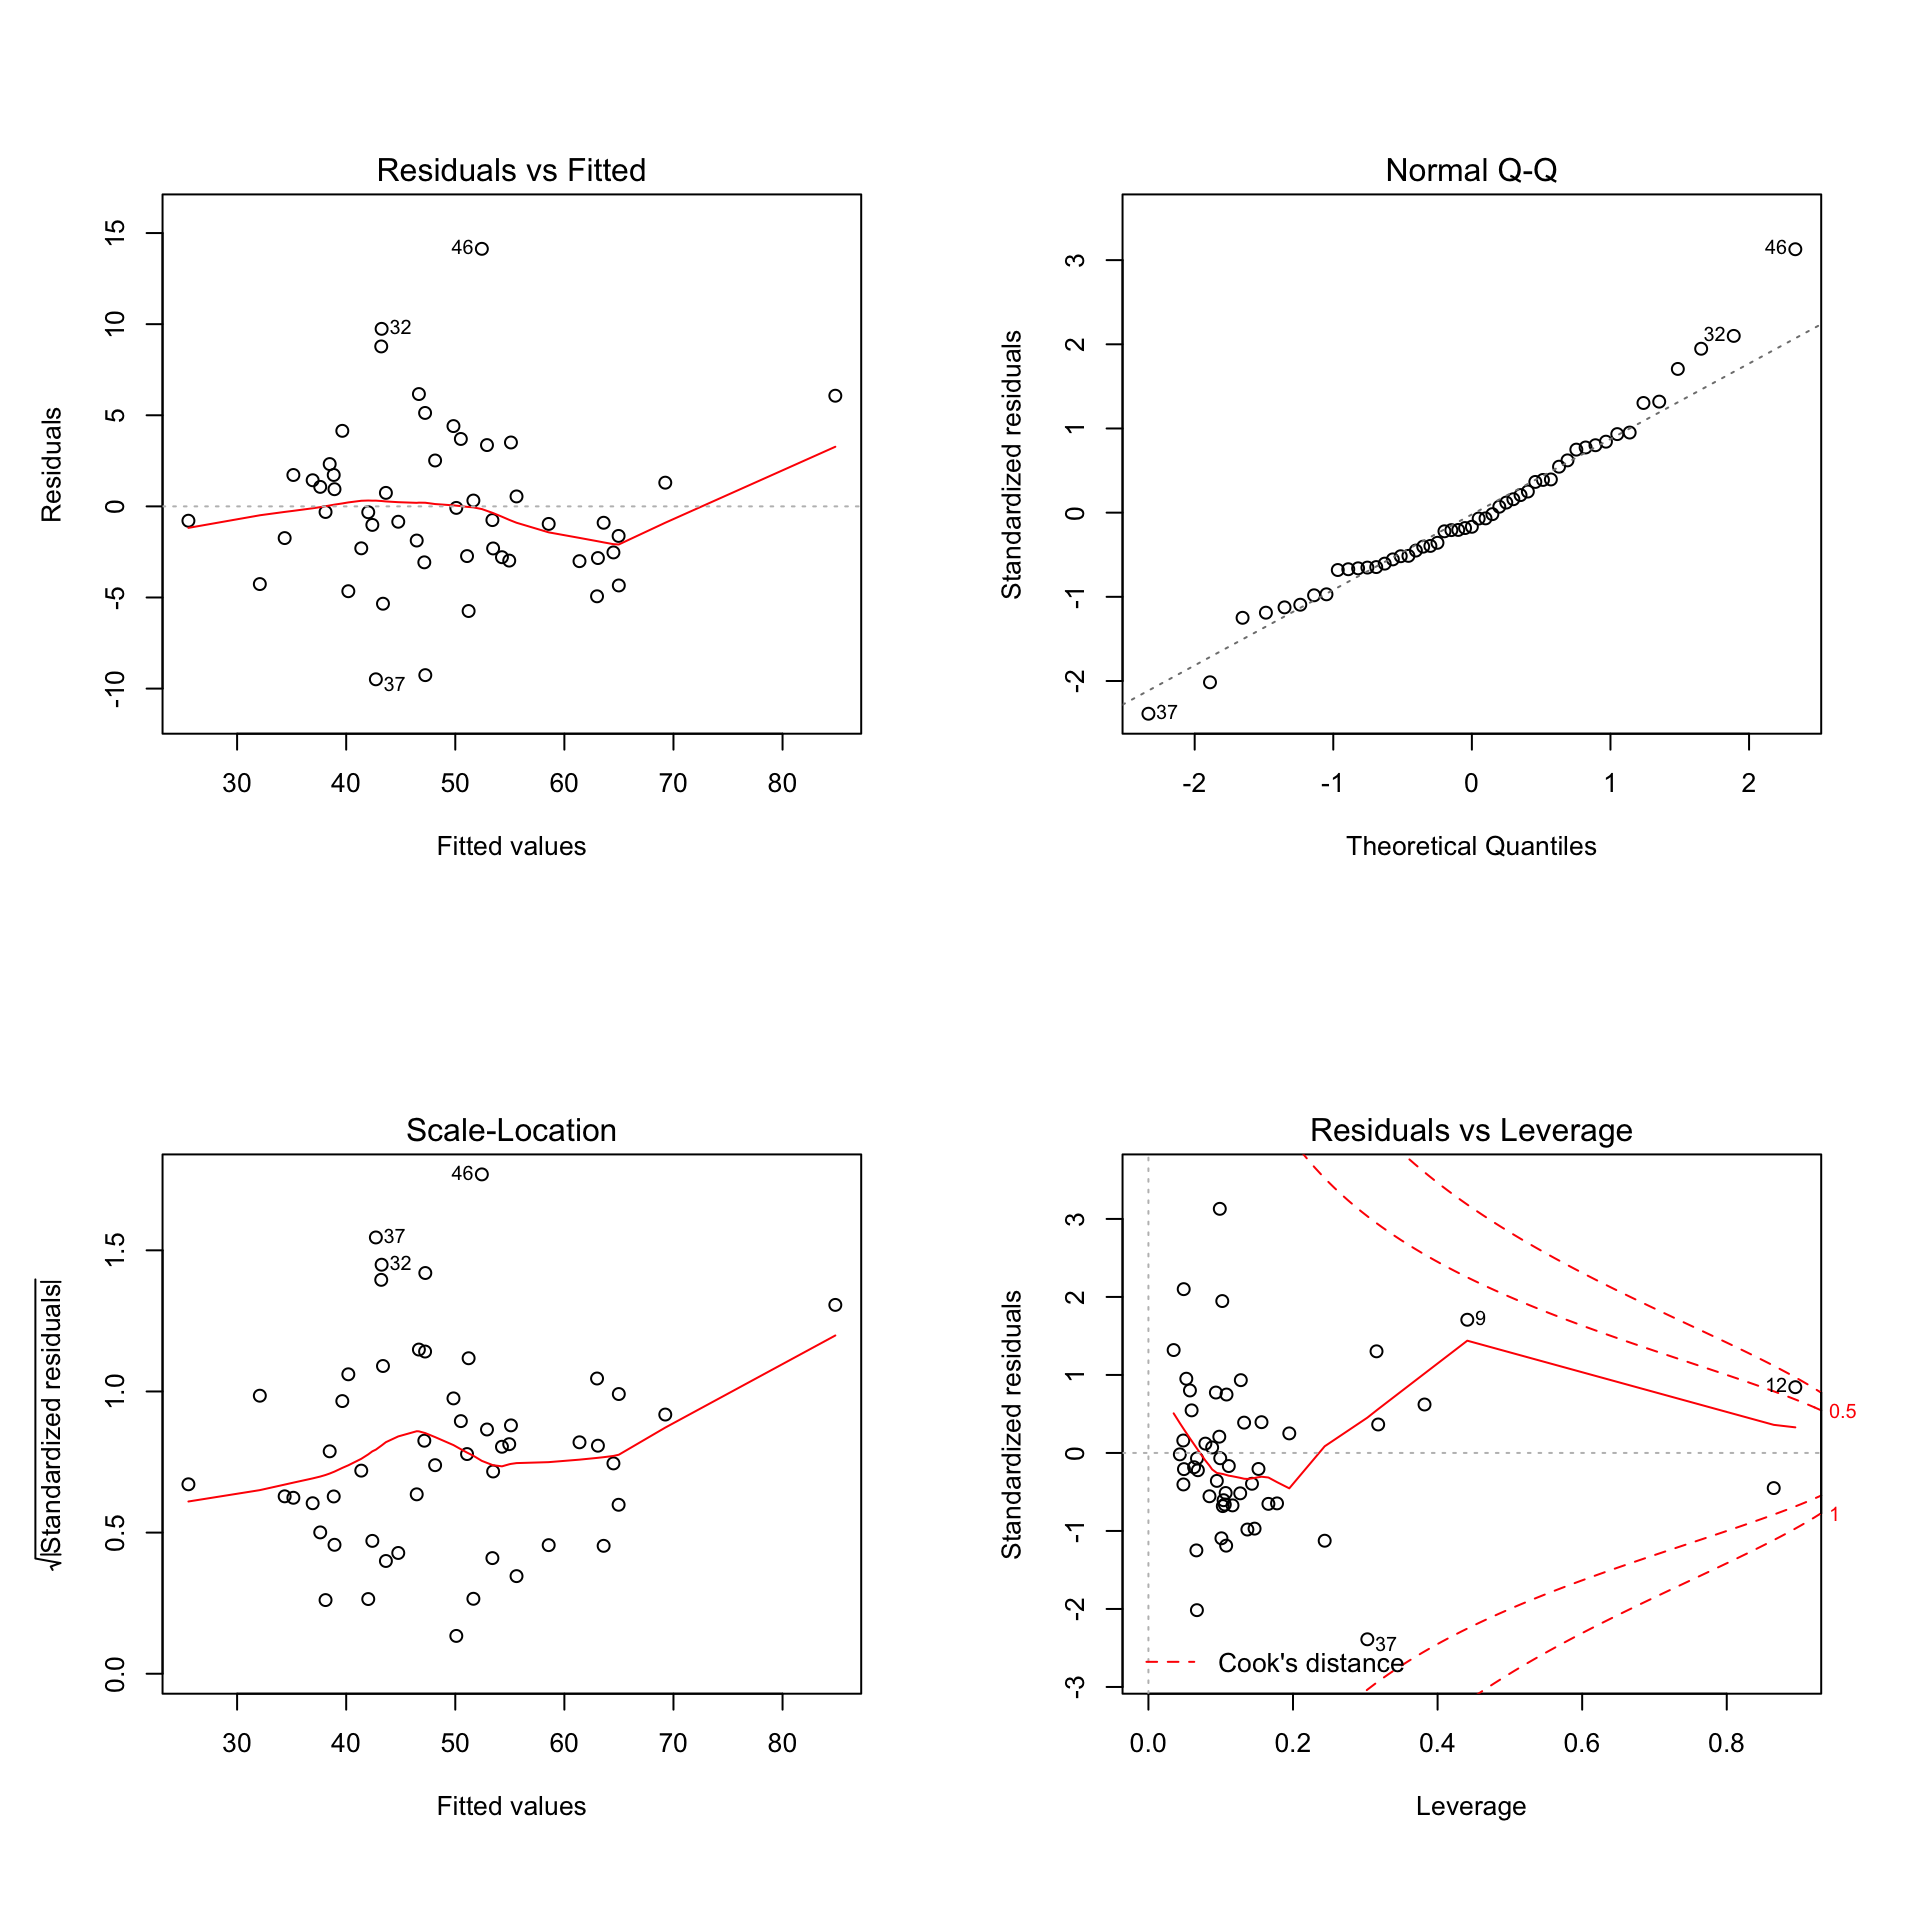 Residuals vs Fitted
Residuals
15
10
5
0
-5
-10
46
32
37
30 40 50 60 70 80
Fitted values
Normal Q-Q
Standardized residuals
3
2
1
0
-1
-2
46
32
37
-2 -1 0 1 2
Theoretical Quantiles
Scale-Location
√|Standardized residuals|
1.5
1.0
0.5
0.0
46
37
32
30 40 50 60 70 80
Fitted values
Residuals vs Leverage
Standardized residuals
3
2
1
0
-1
-2
-3
9
12
0.5
1
37
Cook's distance
0.0 0.2 0.4 0.6 0.8
Leverage